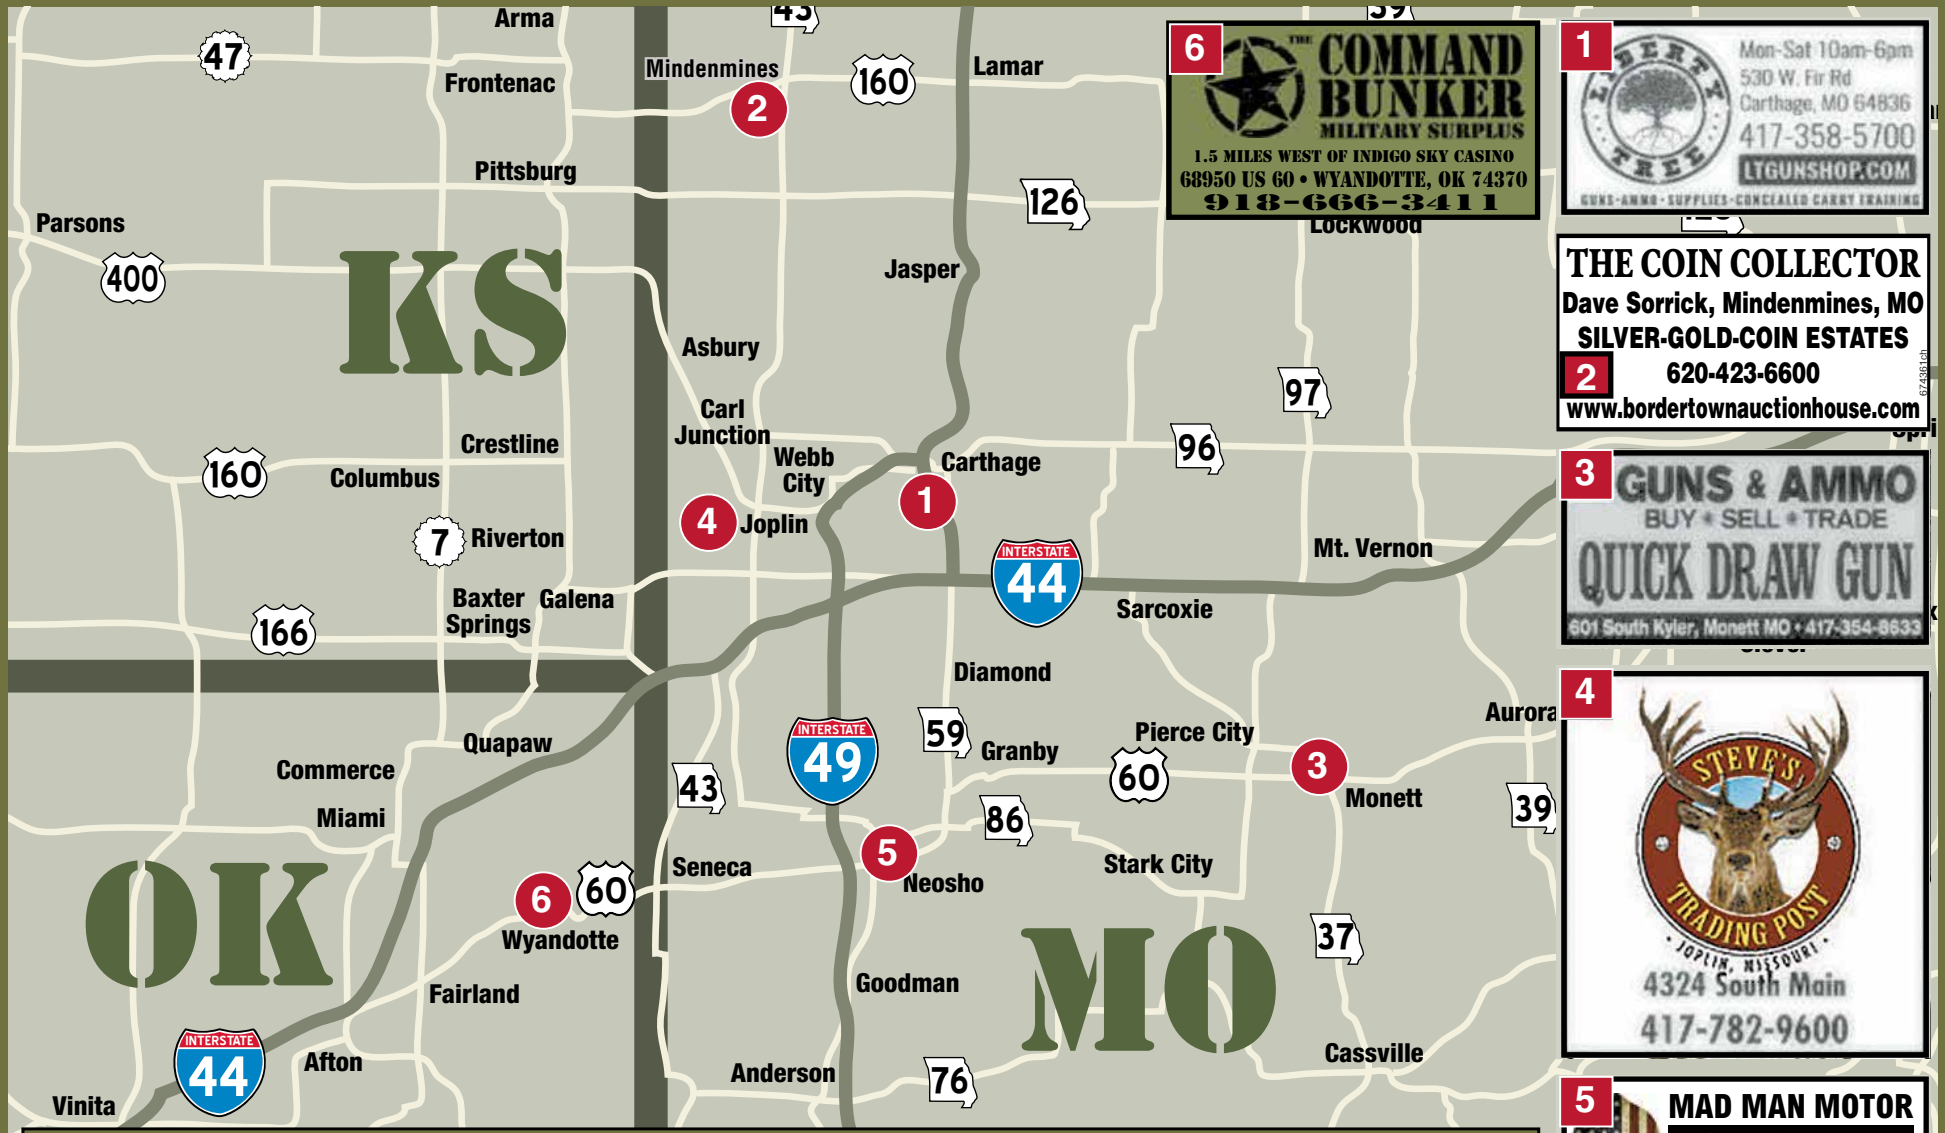 Arma
43
39
47
Frontenac
Mindenmines
2
160
Lamar
Pittsburg
126
Parsons
400
KS
Jasper
Lockwood
Asbury
97
Carl
Junction
96
Crestline
160
Columbus
Webb
City
Carthage
1
4
Joplin
7
Riverton
INTERSTATE
44
Mt. Vernon
Baxter
Springs
Galena
Sarcoxie
166
Diamond
Aurora
Quapaw
INTERSTATE
49
59
Granby
Pierce City
60
3
Monett
Commerce
43
39
Miami
86
5
Neosho
Stark City
OK
Seneca
6
60
Wyandotte
37
MO
Goodman
Fairland
INTERSTATE
44
Afton
Cassville
Anderson
76
Vinita
6
THE COMMAND
BUNKER
MILITARY SURPLUS
1.5 MILES WEST OF INDIGO SKY CASINO
68950 US 60 • WYANDOTTE, OK 74370
918-666-3411
1
LIBERTY
TREE
Mon-Sat 10am-6pm
530 W. Fir Rd
Carthage, MO 64836
417-358-5700
LTGUNSHOP.COM
GUNS-AMMO-SUPPLIES-CONCEALED CARRY TRAINING
THE COIN COLLECTOR
Dave Sorrick, Mindenmines, MO
SILVER-GOLD-COIN ESTATES
2
620-423-6600
www.bordertownauctionhouse.com
674361ch
3
GUNS & AMMO
BUY * SELL * TRADE
QUICK DRAW GUN
601 South Kyler, Monett MO • 417-354-8633
4
STEVE'S
TRADING POST
• JOPLIN, MISSOURI •
4324 South Main
417-782-9600
5
MAD MAN MOTOR